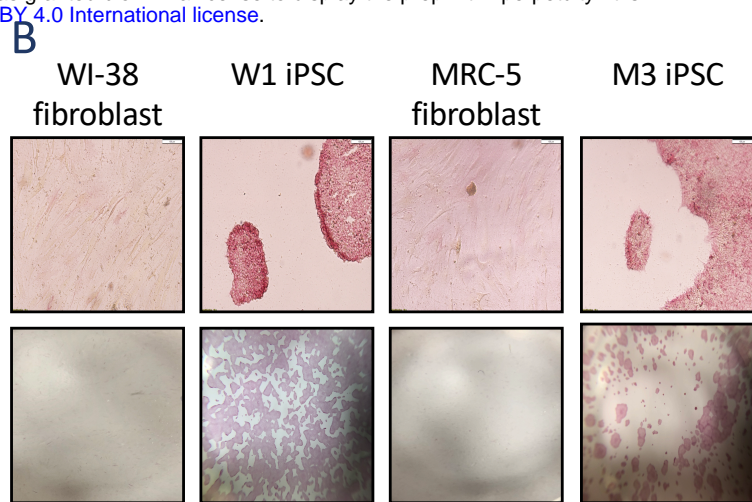 BY 4.0 International license.
B
WI-38
fibroblast
W1 iPSC
MRC-5
fibroblast
M3 iPSC